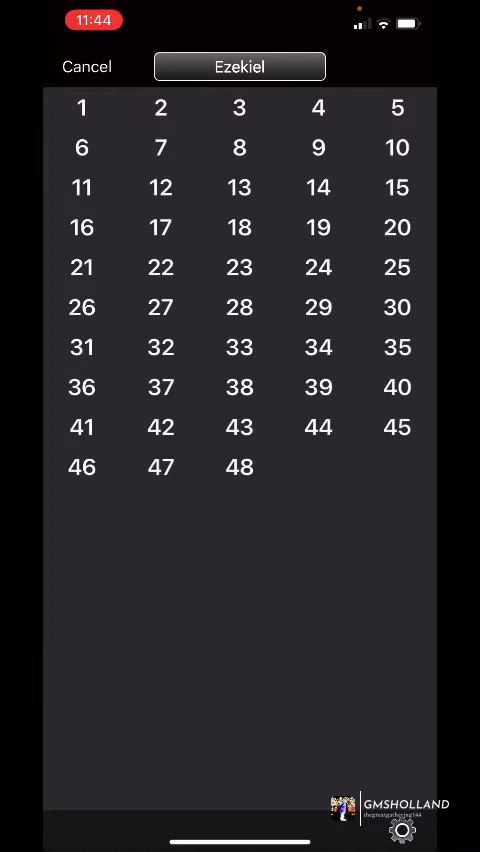 11:44
Cancel Ezekiel
1 2 3 4 5
6 7 8 9 10
11 12 13 14 15
16 17 18 19 20
21 22 23 24 25
26 27 28 29 30
31 32 33 34 35
36 37 38 39 40
41 42 43 44 45
46 47 48
GMSHOLLAND
thegreatgathering144